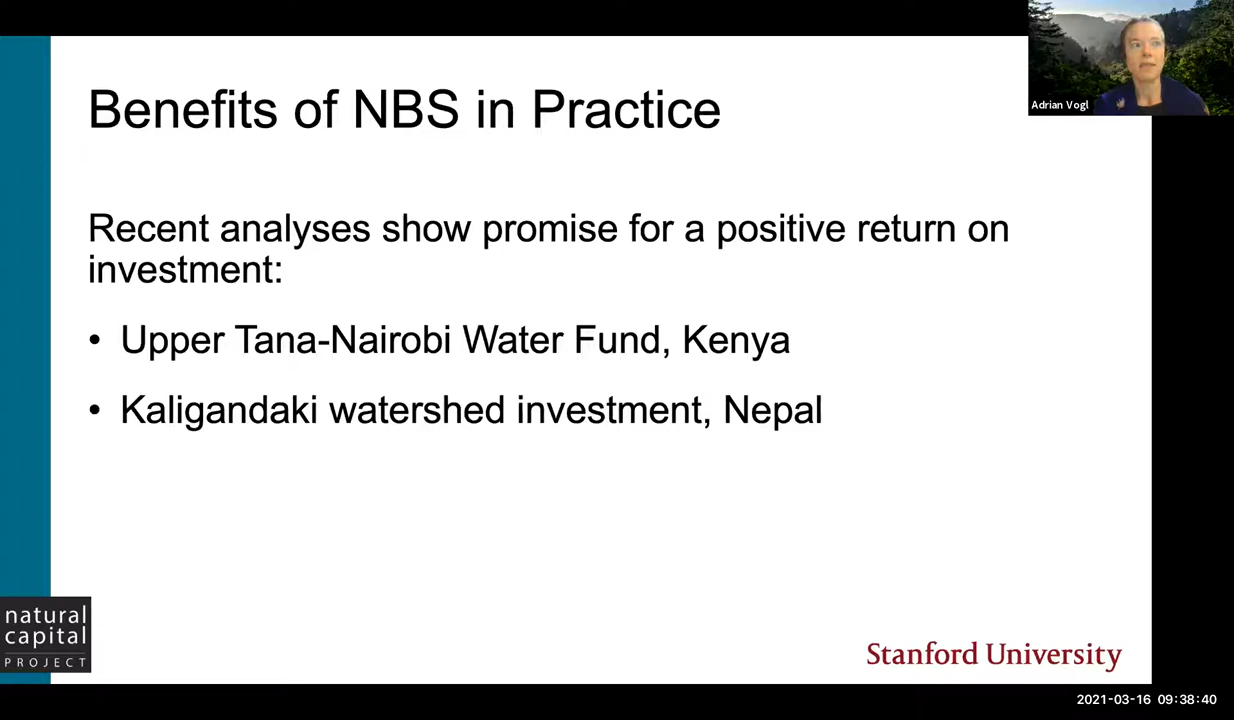 Adrian Vogl
Benefits of NBS in Practice
Recent analyses show promise for a positive return on
investment:
• Upper Tana-Nairobi Water Fund, Kenya
• Kaligandaki watershed investment, Nepal
natural
capital
PROJECT
Stanford University
2021-03-16 09:38:40